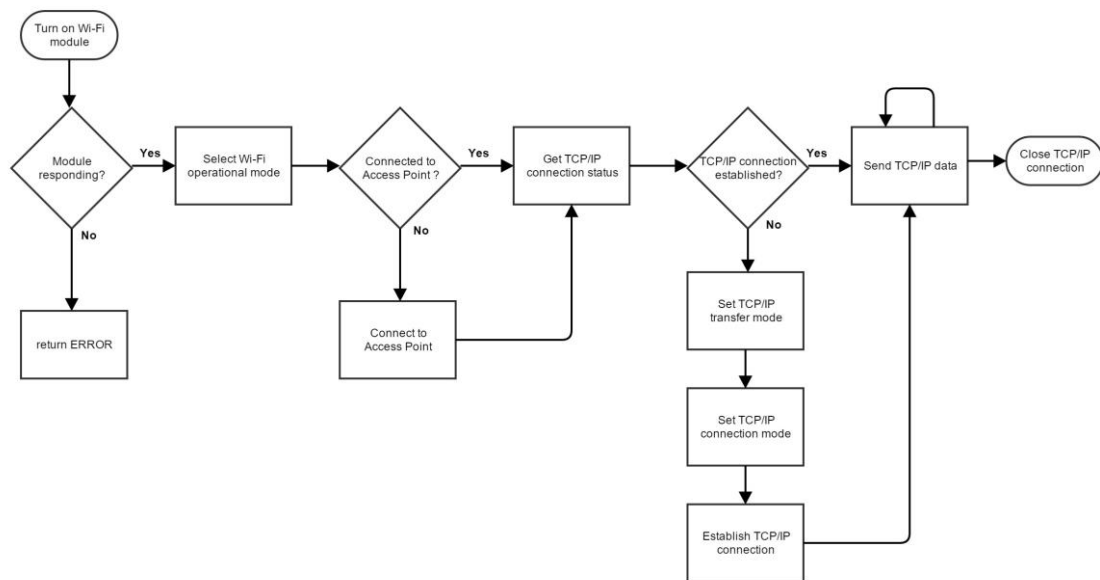 Turn on Wi-Fi
module
Module
responding?
Yes
No
return ERROR
Select Wi-Fi
operational mode
Connected to
Access Point ?
Yes
No
Connect to
Access Point
Get TCP/IP
connection status
TCP/IP connection
established?
Yes
No
Set TCP/IP
transfer mode
Set TCP/IP
connection mode
Establish TCP/IP
connection
Send TCP/IP data
Close TCP/IP
connection